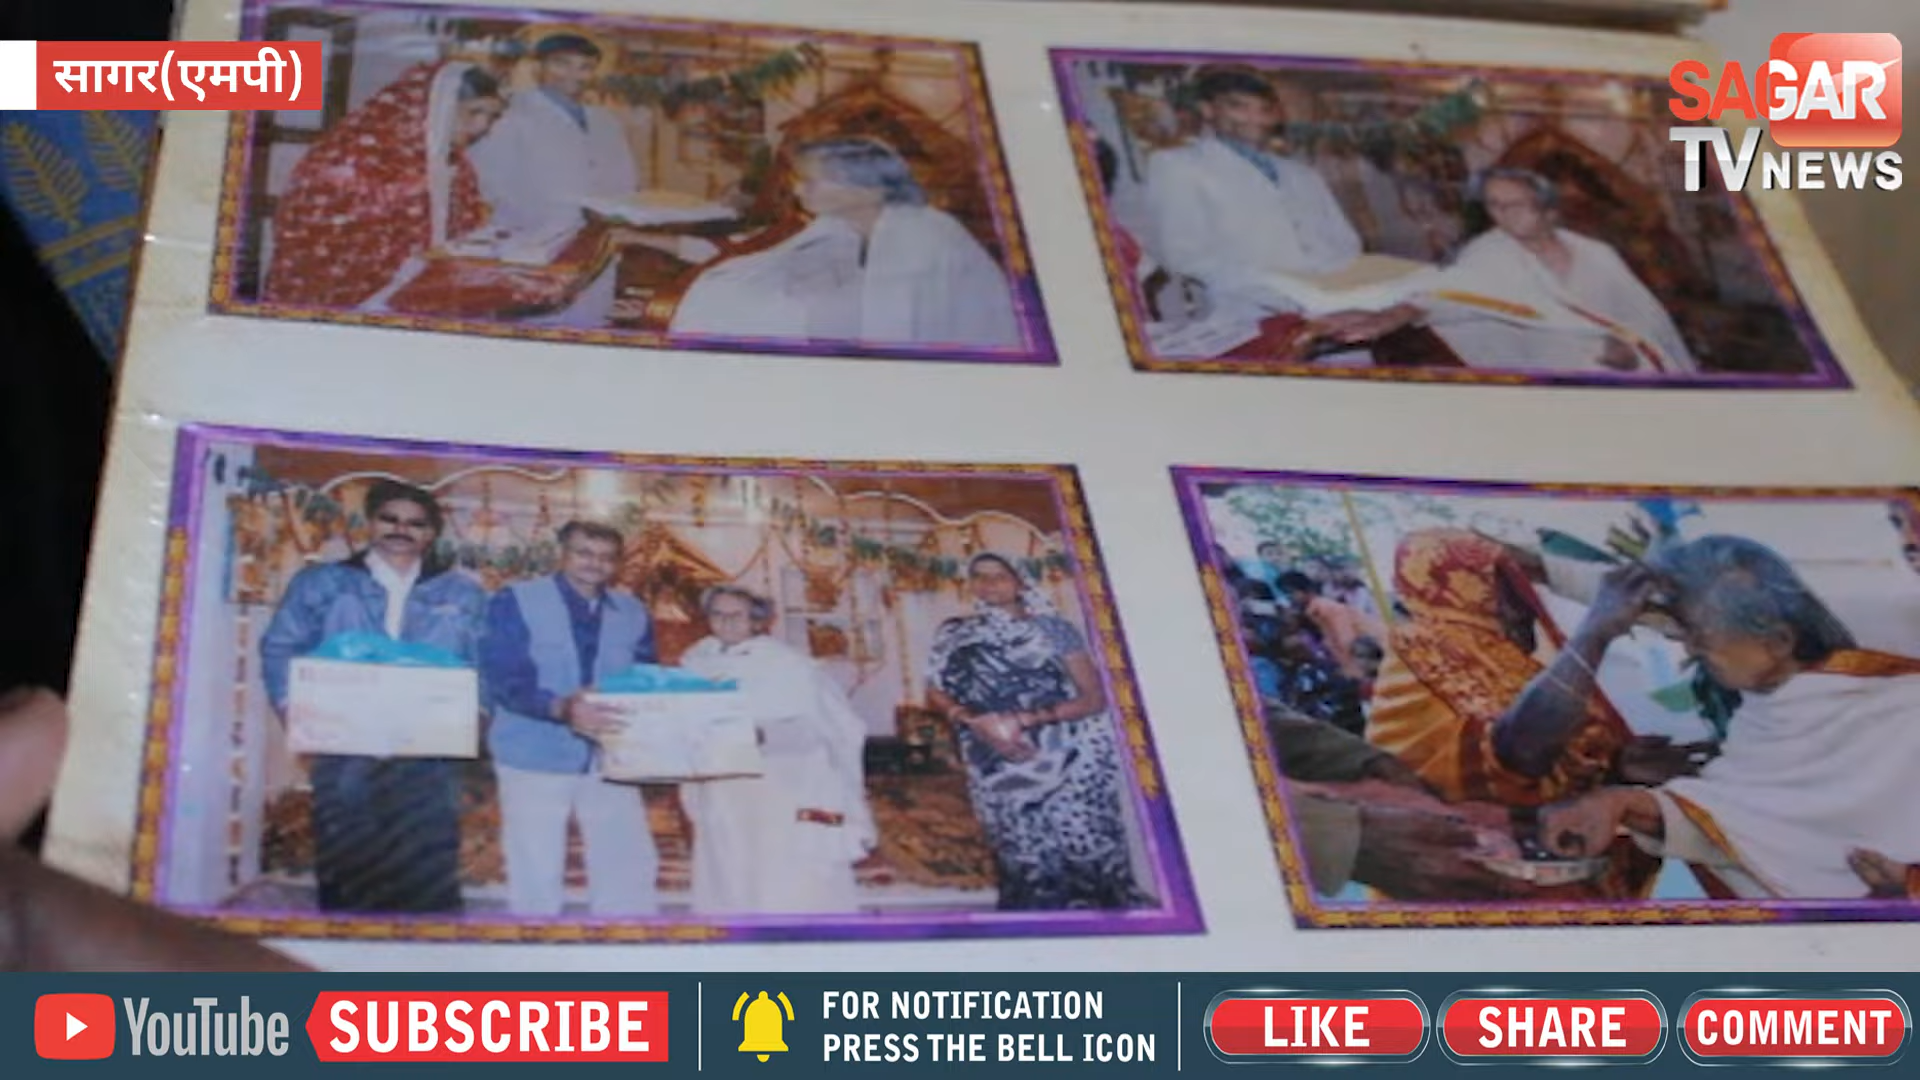 सागर(एमपी)
SAGAR
TV NEWS
YouTube
SUBSCRIBE
FOR NOTIFICATION
PRESS THE BELL ICON
LIKE
SHARE
COMMENT